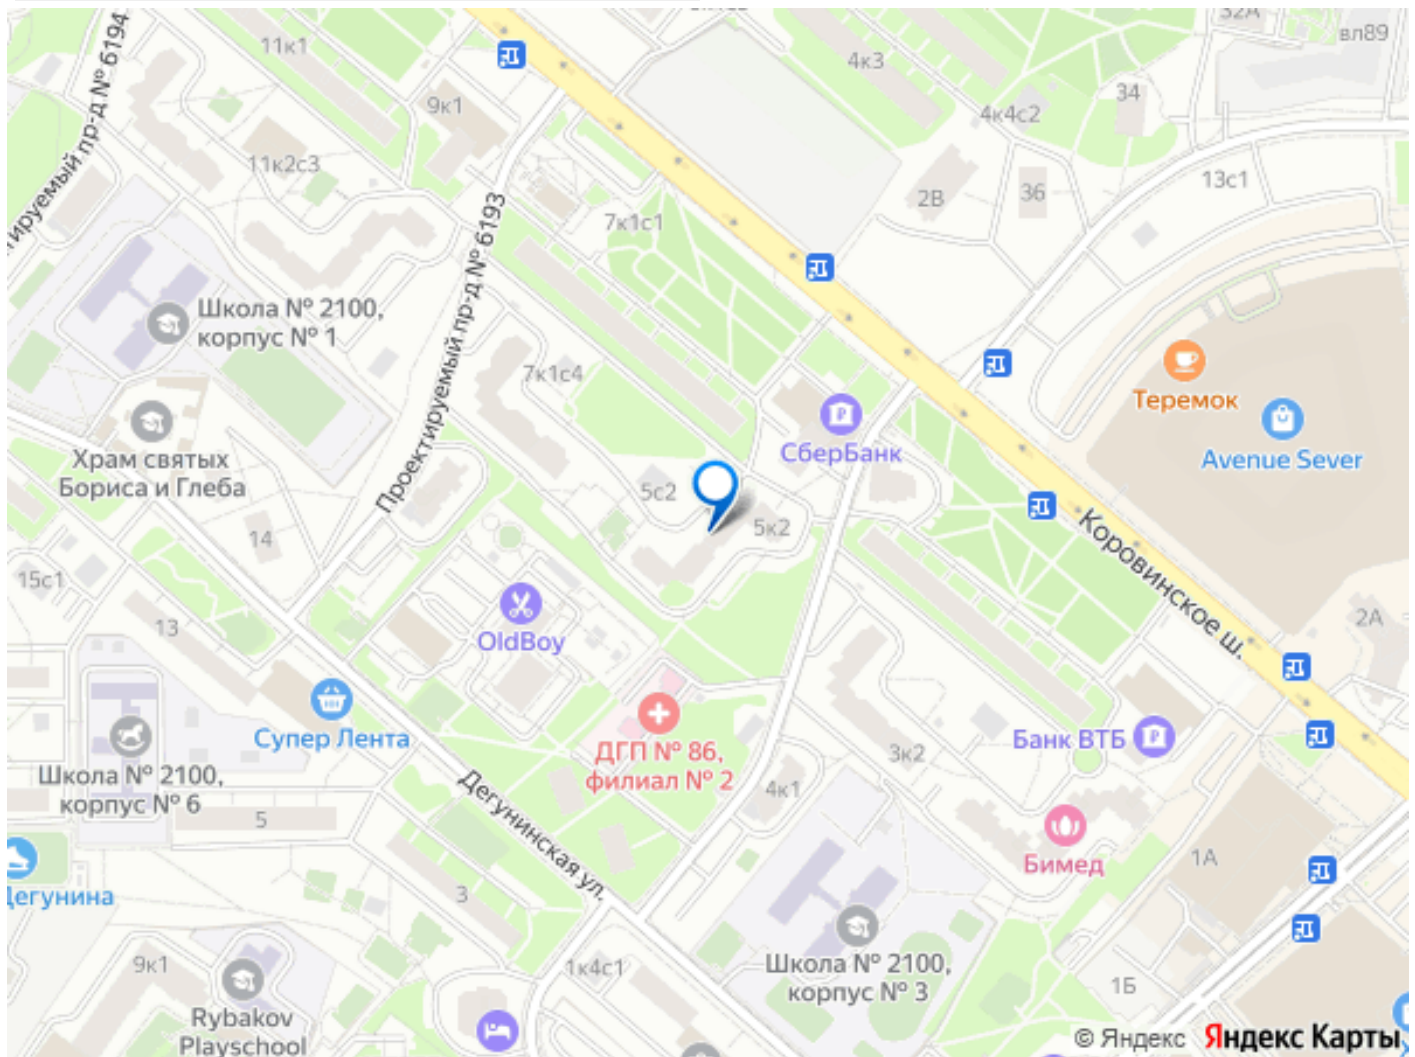 11к1
32А
вл89
4к3
34
9к1
4к4с2
Проектируемый пр-д № 6193
11к2с3
13с1
2В
36
7к1с1
Школа № 2100,
корпус № 1
7к1с4
Теремок
СберБанк
Avenue Sever
Храм святых
Бориса и Глеба
5с2
5к2
14
Коровинское ш.
15с1
OldBoy
13
2А
Супер Лента
ДГП № 86,
филиал № 2
Банк ВТБ
3к2
Школа № 2100,
корпус № 6
4к1
5
Дегунинская ул.
Бимед
1А
3
9к1
Школа № 2100,
корпус № 3
1к4с1
1Б
Rybakov
Playschool
© Яндекс Яндекс Карты